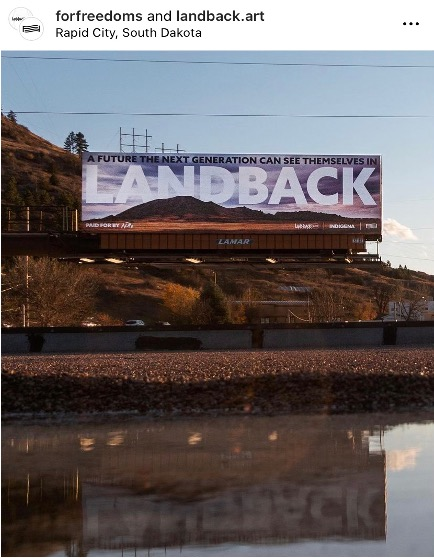 forfreedoms and landback.art
Rapid City, South Dakota
A FUTURE THE NEXT GENERATION CAN SEE THEMSELVES IN
LANDBACK
PAID FOR BY
INDÍGENA
LAMAR